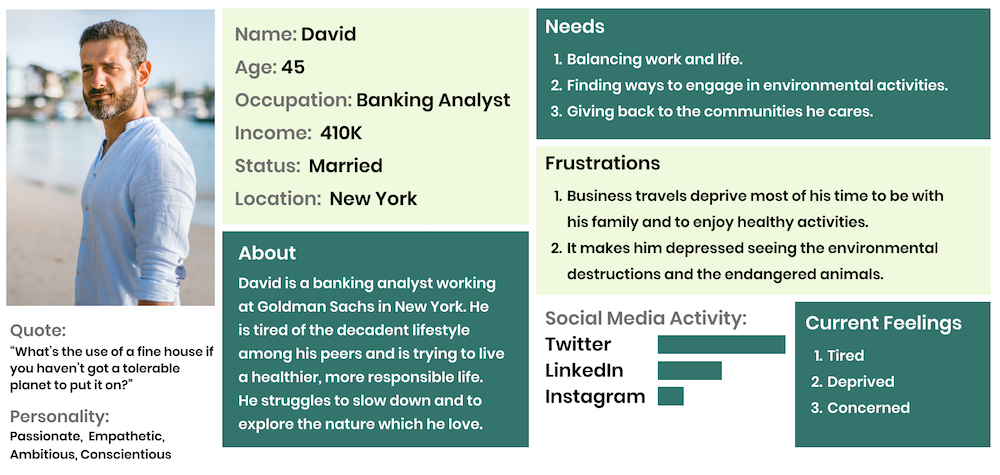 Name: David
Age: 45
Occupation: Banking Analyst
Income: 410K
Status: Married
Location: New York
Quote:
“What’s the use of a fine house if
you haven’t got a tolerable
planet to put it on?”
Personality:
Passionate, Empathetic,
Ambitious, Conscientious
About
David is a banking analyst working
at Goldman Sachs in New York. He
is tired of the decadent lifestyle
among his peers and is trying to live
a healthier, more responsible life.
He struggles to slow down and to
explore the nature which he love.
Needs
1. Balancing work and life.
2. Finding ways to engage in environmental activities.
3. Giving back to the communities he cares.
Frustrations
1. Business travels deprive most of his time to be with
his family and to enjoy healthy activities.
2. It makes him depressed seeing the environmental
destructions and the endangered animals.
Social Media Activity:
Twitter
LinkedIn
Instagram
Current Feelings
1. Tired
2. Deprived
3. Concerned